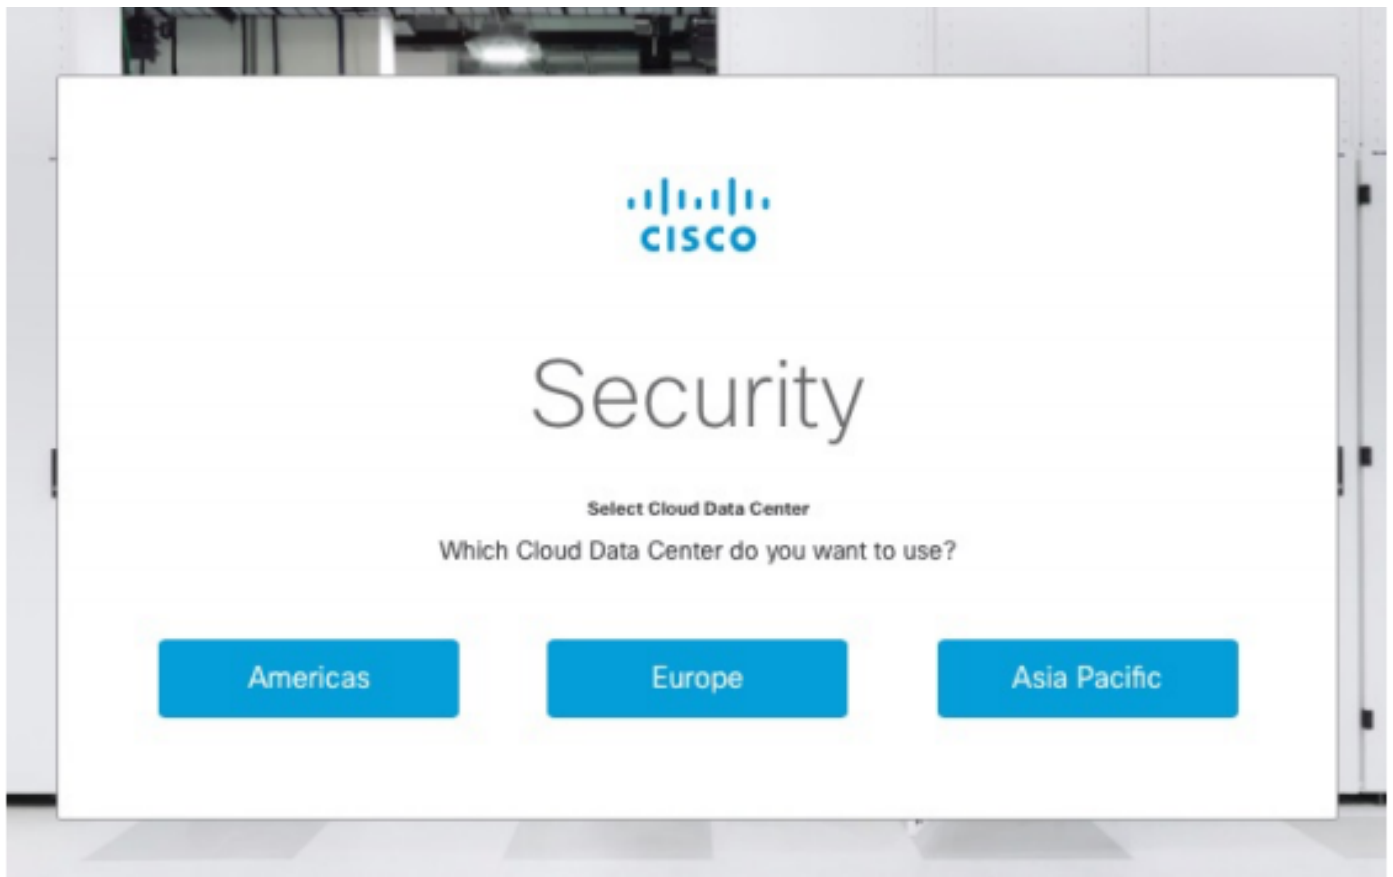 CISCO
Security
Select Cloud Data Center
Which Cloud Data Center do you want to use?
Americas Europe Asia Pacific